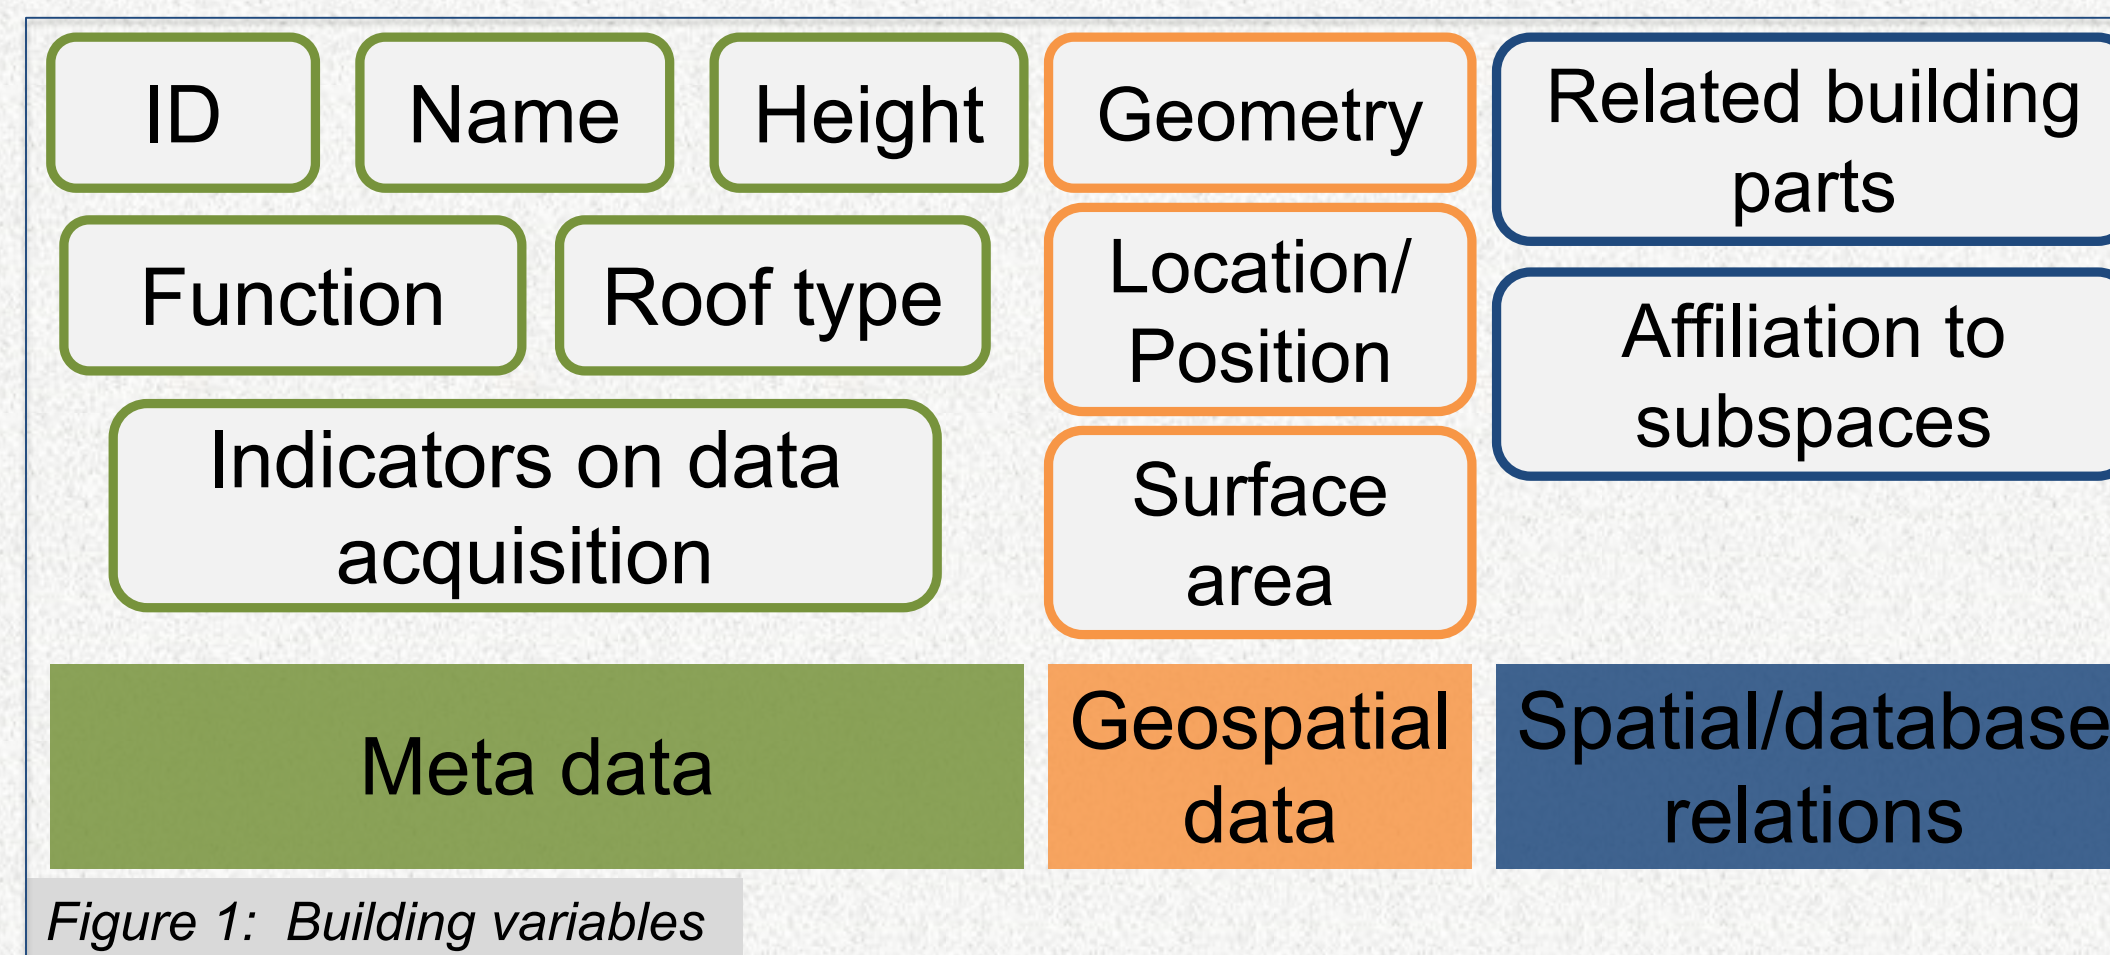 ID
Name
Height
Geometry
Related building
parts
Function
Roof type
Location/
Position
Affiliation to
subspaces
Indicators on data
acquisition
Surface
area
Meta data
Geospatial
data
Spatial/database
relations
Figure 1:  Building variables